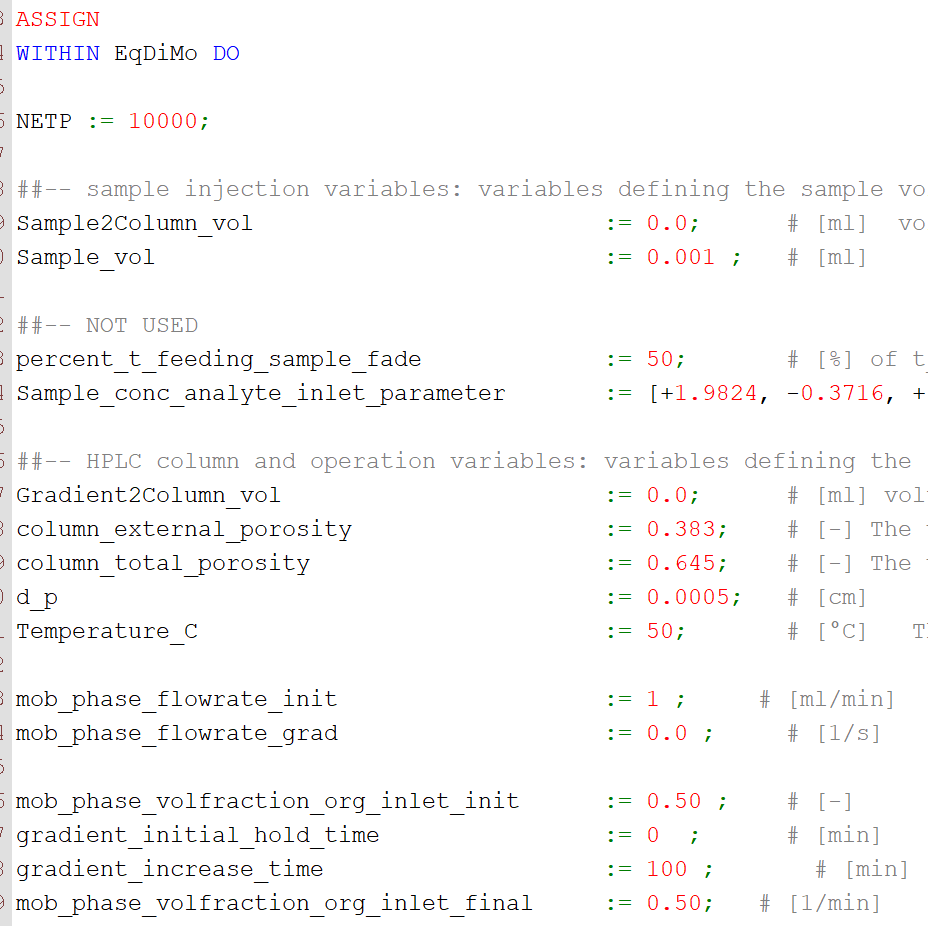 ASSIGN
WITHIN EqDiMo DO
NETP := 10000;
##-- sample injection variables: variables defining the sample vo
Sample2Column_vol := 0.0; # [ml] vo
Sample_vol := 0.001 ; # [ml]
##-- NOT USED
percent_t_feeding_sample_fade := 50; # [%] of t_
Sample_conc_analyte_inlet_parameter := [+1.9824, -0.3716, +
##-- HPLC column and operation variables: variables defining the
Gradient2Column_vol := 0.0; # [ml] vol
column_external_porosity := 0.383; # [-] The
column_total_porosity := 0.645; # [-] The
d_p := 0.0005; # [cm]
Temperature_C := 50; # [°C] Th
mob_phase_flowrate_init := 1 ; # [ml/min]
mob_phase_flowrate_grad := 0.0 ; # [1/s]
mob_phase_volfraction_org_inlet_init := 0.50 ; # [-]
gradient_initial_hold_time := 0 ; # [min]
gradient_increase_time := 100 ; # [min]
mob_phase_volfraction_org_inlet_final := 0.50; # [1/min]